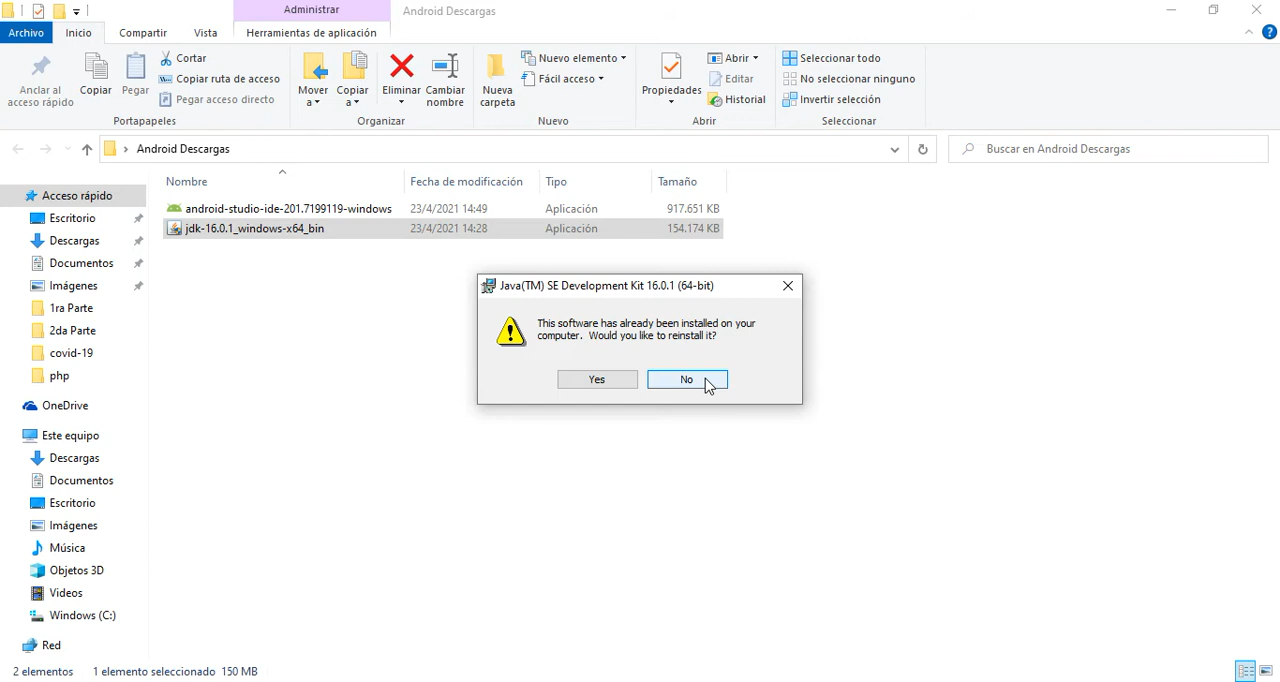 Administrar
Android Descargas
Archivo
Inicio
Compartir
Vista
Herramientas de aplicación
Anclar al
acceso rápido
Copiar
Pegar
Cortar
Copiar ruta de acceso
Pegar acceso directo
Portapapeles
Mover
a
Copiar
a
Eliminar
Cambiar
nombre
Organizar
Nueva
carpeta
Nuevo elemento
Fácil acceso
Nuevo
Propiedades
Abrir
Editar
Historial
Abrir
Seleccionar todo
No seleccionar ninguno
Invertir selección
Seleccionar
Android Descargas
Buscar en Android Descargas
Nombre
Fecha de modificación
Tipo
Tamaño
android-studio-ide-201.7199119-windows 23/4/2021 14:49 Aplicación 917.651 KB
jdk-16.0.1_windows-x64_bin 23/4/2021 14:28 Aplicación 154.174 KB
Acceso rápido
Escritorio
Descargas
Documentos
Imágenes
1ra Parte
2da Parte
covid-19
php
OneDrive
Este equipo
Descargas
Documentos
Escritorio
Imágenes
Música
Objetos 3D
Videos
Windows (C:)
Red
Java(TM) SE Development Kit 16.0.1 (64-bit)
This software has already been installed on your
computer. Would you like to reinstall it?
Yes
No
2 elementos
1 elemento seleccionado 150 MB